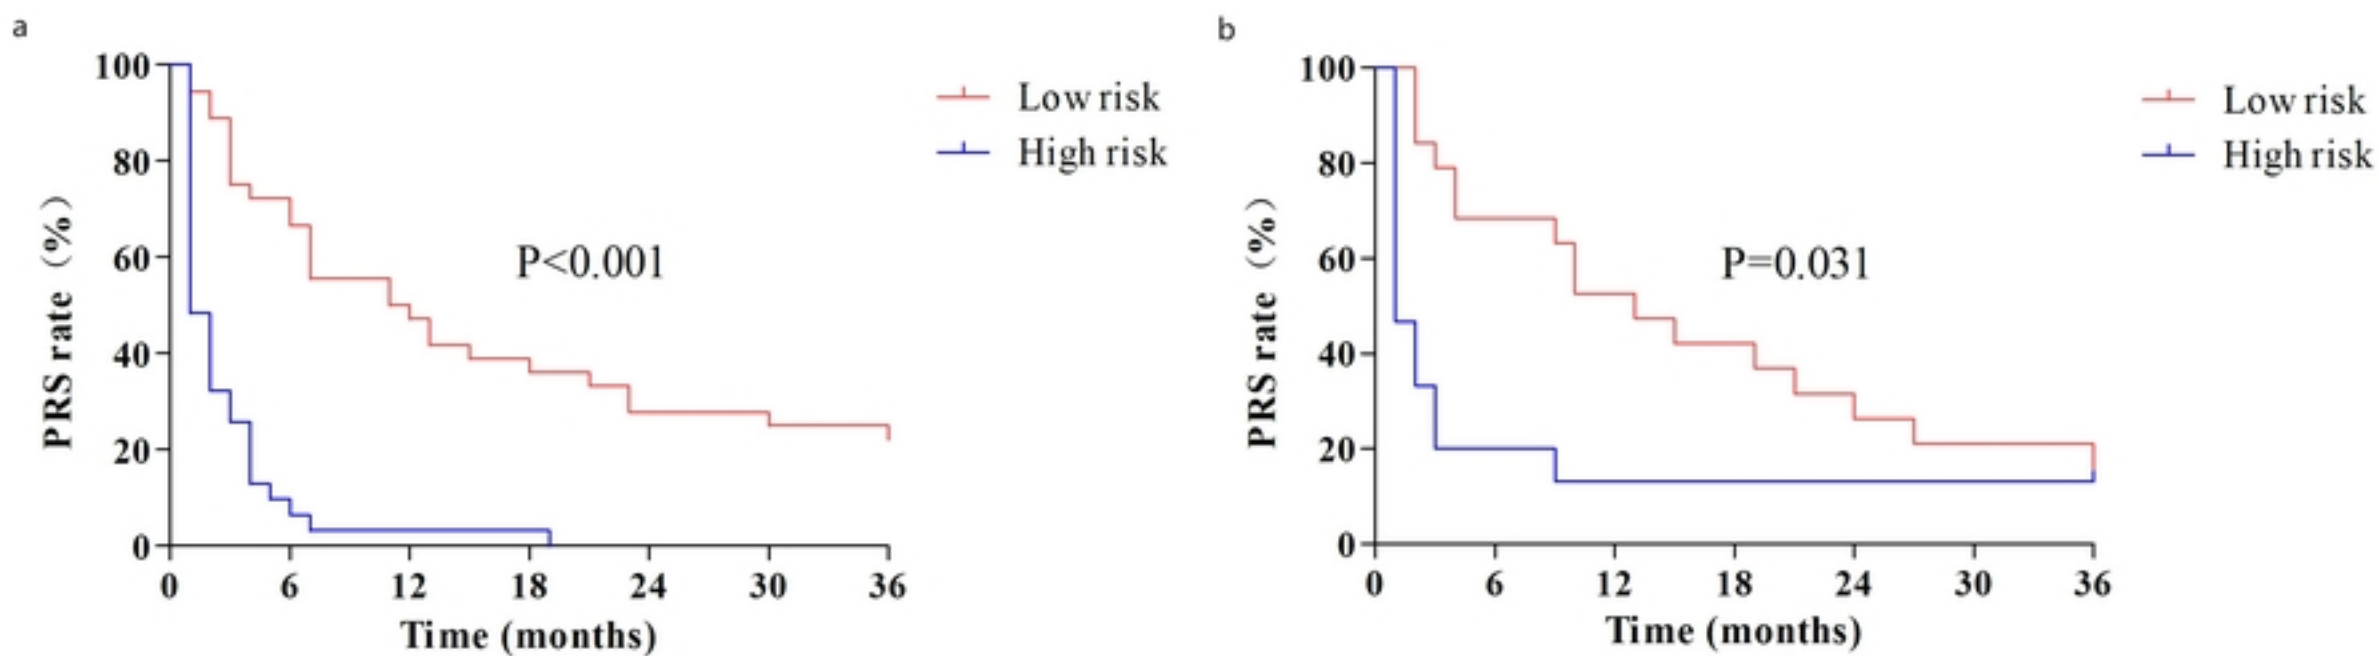 a
100
80
60
40
20
0
PRS rate (%)
0 6 12 18 24 30 36
Time (months)
P<0.001
Low risk
High risk
b
100
80
60
40
20
0
PRS rate (%)
0 6 12 18 24 30 36
Time (months)
P=0.031
Low risk
High risk